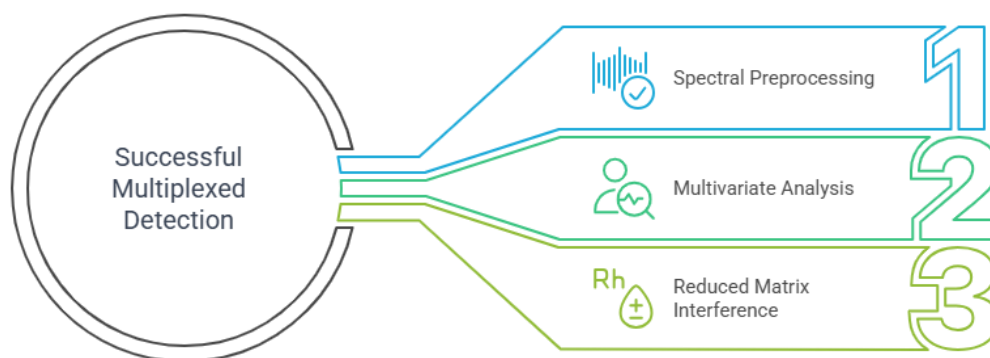 Successful
Multiplexed
Detection
Spectral Preprocessing
1
Multivariate Analysis
2
Rh
±
Reduced Matrix
Interference
3